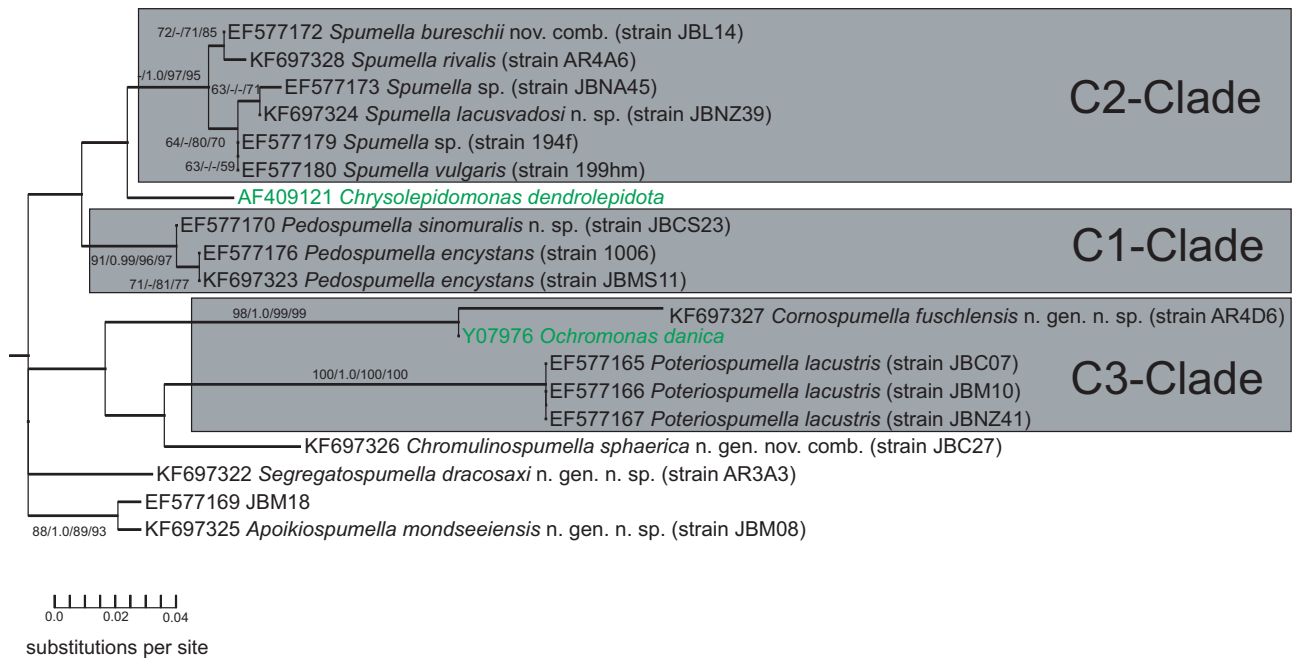 72/-/71/85
EF577172 Spumella bureschii nov. comb. (strain JBL14)
KF697328 Spumella rivalis (strain AR4A6)
-/1.0/97/95
63/-/-/71
EF577173 Spumella sp. (strain JBNA45)
C2-Clade
KF697324 Spumella lacusvadosi n. sp. (strain JBNZ39)
64/-/80/70
EF577179 Spumella sp. (strain 194f)
63/-/-/59
EF577180 Spumella vulgaris (strain 199hm)
AF409121 Chrysolepidomonas dendrolepidota
EF577170 Pedospumella sinomuralis n. sp. (strain JBCS23)
C1-Clade
91/0.99/96/97
EF577176 Pedospumella encystans (strain 1006)
71/-/81/77
KF697323 Pedospumella encystans (strain JBMS11)
98/1.0/99/99
KF697327 Cornospumella fuschlensis n. gen. n. sp. (strain AR4D6)
Y07976 Ochromonas danica
EF577165 Poteriospumella lacustris (strain JBC07)
100/1.0/100/100
C3-Clade
EF577166 Poteriospumella lacustris (strain JBM10)
EF577167 Poteriospumella lacustris (strain JBNZ41)
KF697326 Chromulinospumella sphaerica n. gen. nov. comb. (strain JBC27)
KF697322 Segregatospumella dracosaxi n. gen. n. sp. (strain AR3A3)
EF577169 JBM18
88/1.0/89/93
KF697325 Apoikiospumella mondseeiensis n. gen. n. sp. (strain JBM08)
0.0 0.02 0.04
substitutions per site